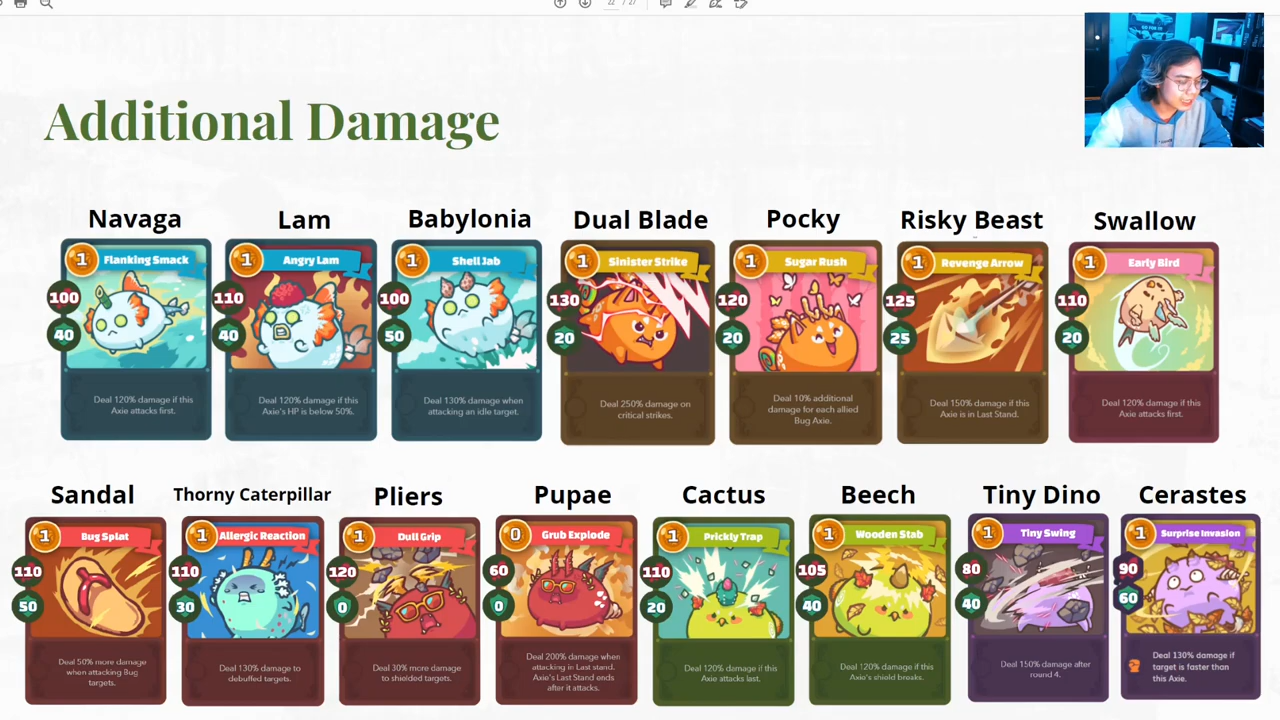 22 / 27
Additional Damage
Navaga
Lam
Babylonia
Dual Blade
Pocky
Risky Beast
Swallow
1
Flanking Smack
100
40
Deal 120% damage if this
Axie attacks first.
1
Angry Lam
110
40
Deal 120% damage if this
Axie's HP is below 50%.
1
Shell Jab
100
50
Deal 130% damage when
attacking an idle target.
1
Sinister Strike
130
20
Deal 250% damage on
critical strikes.
1
Sugar Rush
120
20
Deal 10% additional
damage for each allied
Bug Axie.
1
Revenge Arrow
125
25
Deal 150% damage if this
Axie is in Last Stand.
1
Early Bird
110
20
Deal 120% damage if this
Axie attacks first.
Sandal
Thorny Caterpillar
Pliers
Pupae
Cactus
Beech
Tiny Dino
Cerastes
1
Bug Splat
110
50
Deal 50% more damage
when attacking Bug
targets.
1
Allergic Reaction
110
30
Deal 130% damage to
debuffed targets.
1
Dull Grip
120
0
Deal 30% more damage
to shielded targets.
0
Grub Explode
60
0
Deal 200% damage when
attacking in Last stand.
Axie's Last Stand ends
after it attacks.
1
Prickly Trap
110
20
Deal 120% damage if this
Axie attacks last.
1
Wooden Stab
105
40
Deal 120% damage if this
Axie's shield breaks.
1
Tiny Swing
80
40
Deal 150% damage after
round 4.
1
Surprise Invasion
90
60
Deal 130% damage if
target is faster than
this Axie.